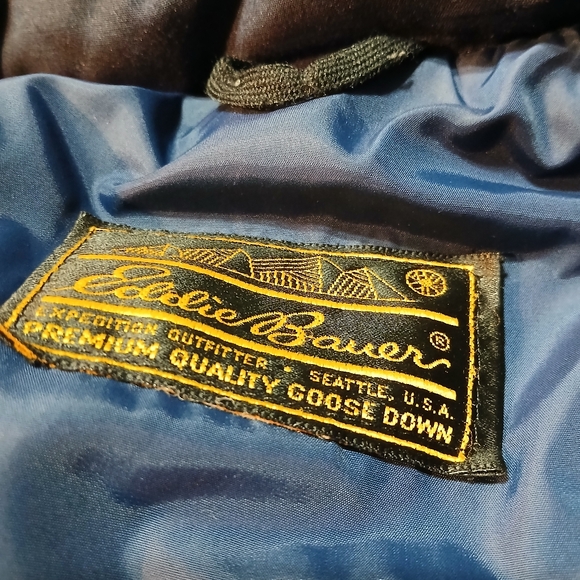 Eddie Bauer®
EXPEDITION OUTFITTER • SEATTLE, U.S.A.
PREMIUM QUALITY GOOSE DOWN